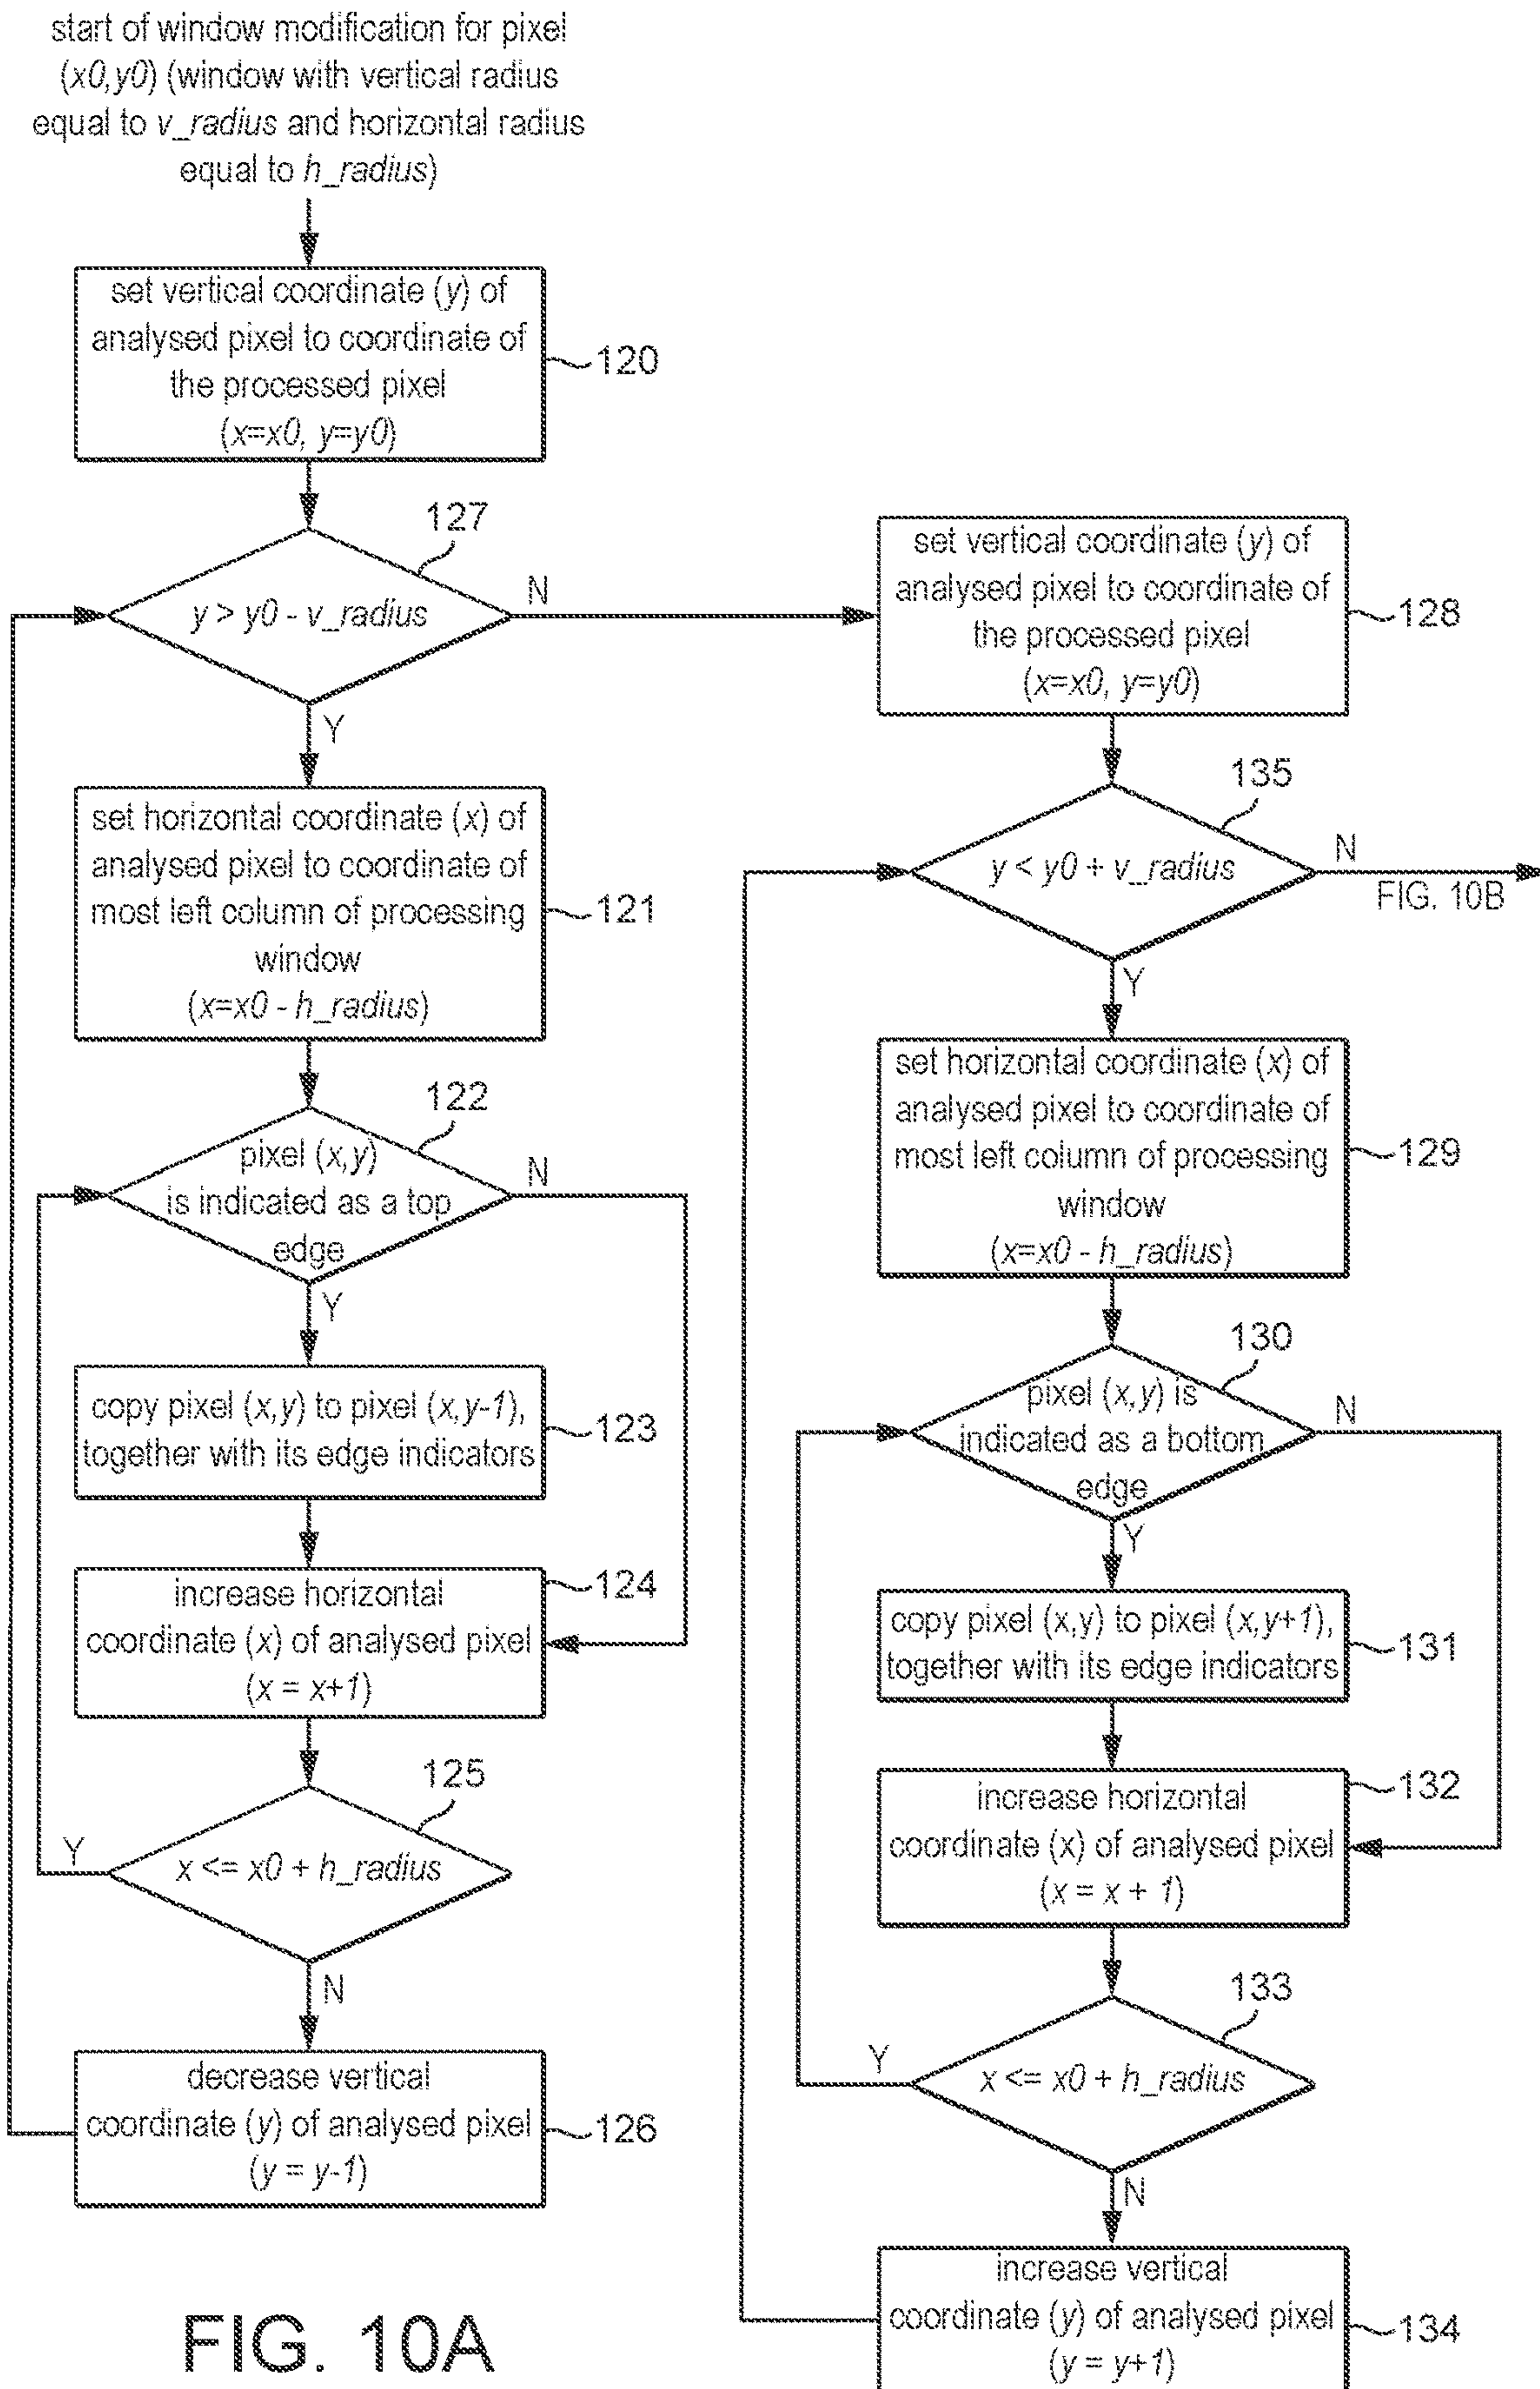 start of window modification for pixel
(x0,y0) (window with vertical radius
equal to v_radius and horizontal radius
equal to h_radius)
set vertical coordinate (y) of
analysed pixel to coordinate of
the processed pixel
(x=x0, y=y0)
120
127
y > y0 - v_radius
N
Y
set horizontal coordinate (x) of
analysed pixel to coordinate of
most left column of processing
window
(x=x0 - h_radius)
121
122
pixel (x,y)
is indicated as a top
edge
N
Y
copy pixel (x,y) to pixel (x,y-1),
together with its edge indicators
123
increase horizontal
coordinate (x) of analysed pixel
(x = x+1)
124
125
x <= x0 + h_radius
Y
N
decrease vertical
coordinate (y) of analysed pixel
(y = y-1)
126
set vertical coordinate (y) of
analysed pixel to coordinate of
the processed pixel
(x=x0, y=y0)
128
135
y < y0 + v_radius
N
FIG. 10B
Y
set horizontal coordinate (x) of
analysed pixel to coordinate of
most left column of processing
window
(x=x0 - h_radius)
129
130
pixel (x,y) is
indicated as a bottom
edge
N
Y
copy pixel (x,y) to pixel (x,y+1),
together with its edge indicators
131
increase horizontal
coordinate (x) of analysed pixel
(x = x + 1)
132
133
x <= x0 + h_radius
Y
N
increase vertical
coordinate (y) of analysed pixel
(y = y+1)
134
FIG. 10A